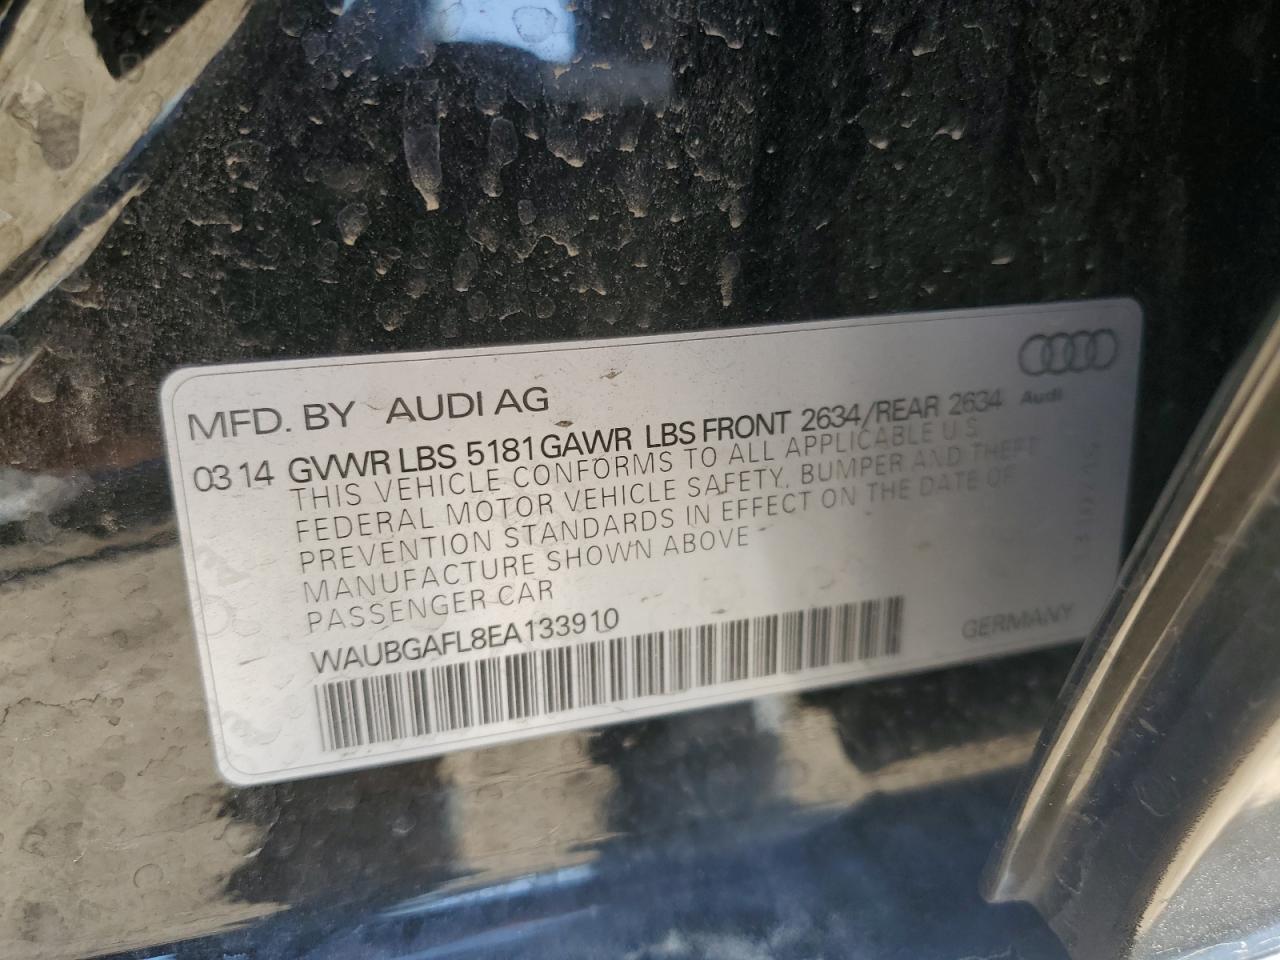 MFD. BY AUDI AG
03 14 GVWR LBS 5181 GAWR LBS FRONT 2634/REAR 2634
Audi
THIS VEHICLE CONFORMS TO ALL APPLICABLE U S
FEDERAL MOTOR VEHICLE SAFETY, BUMPER AND THEFT
PREVENTION STANDARDS IN EFFECT ON THE DATE OF
MANUFACTURE SHOWN ABOVE
PASSENGER CAR
WAUBGAFL8EA133910
GERMANY